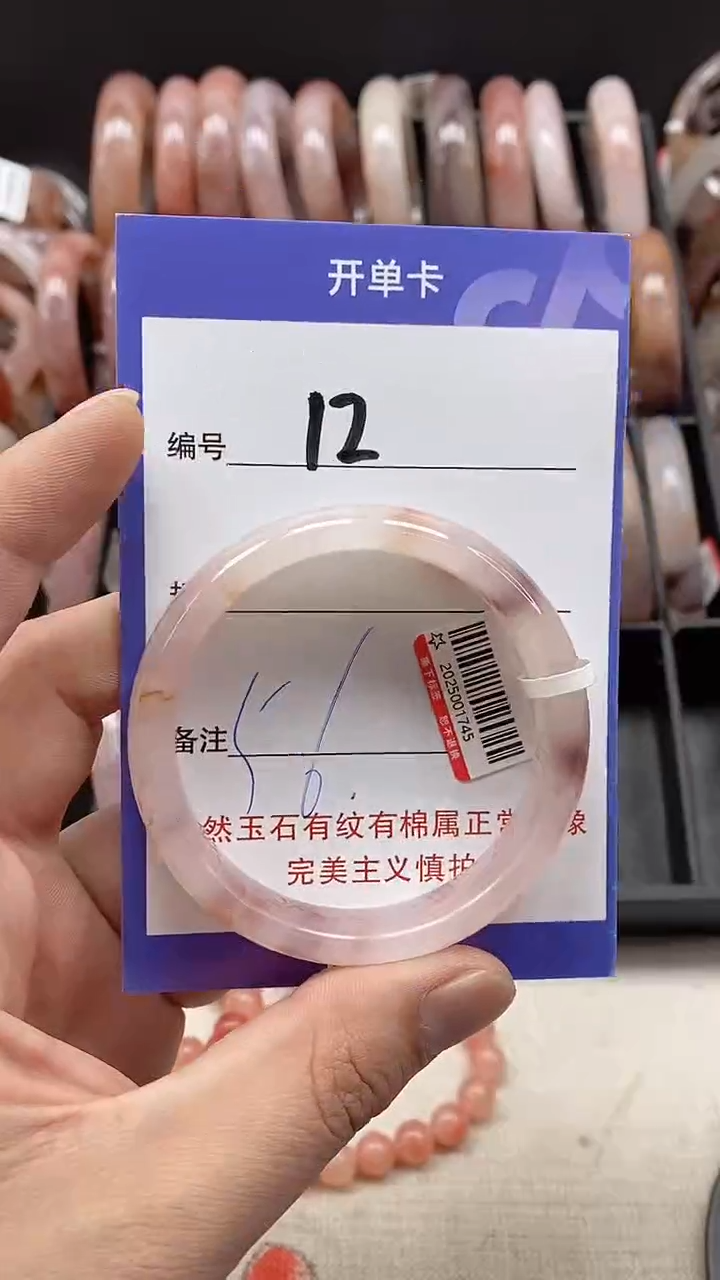 开单卡
编号 12
备注
2025001745
然玉石有纹有棉属正常 象
完美主义慎拍